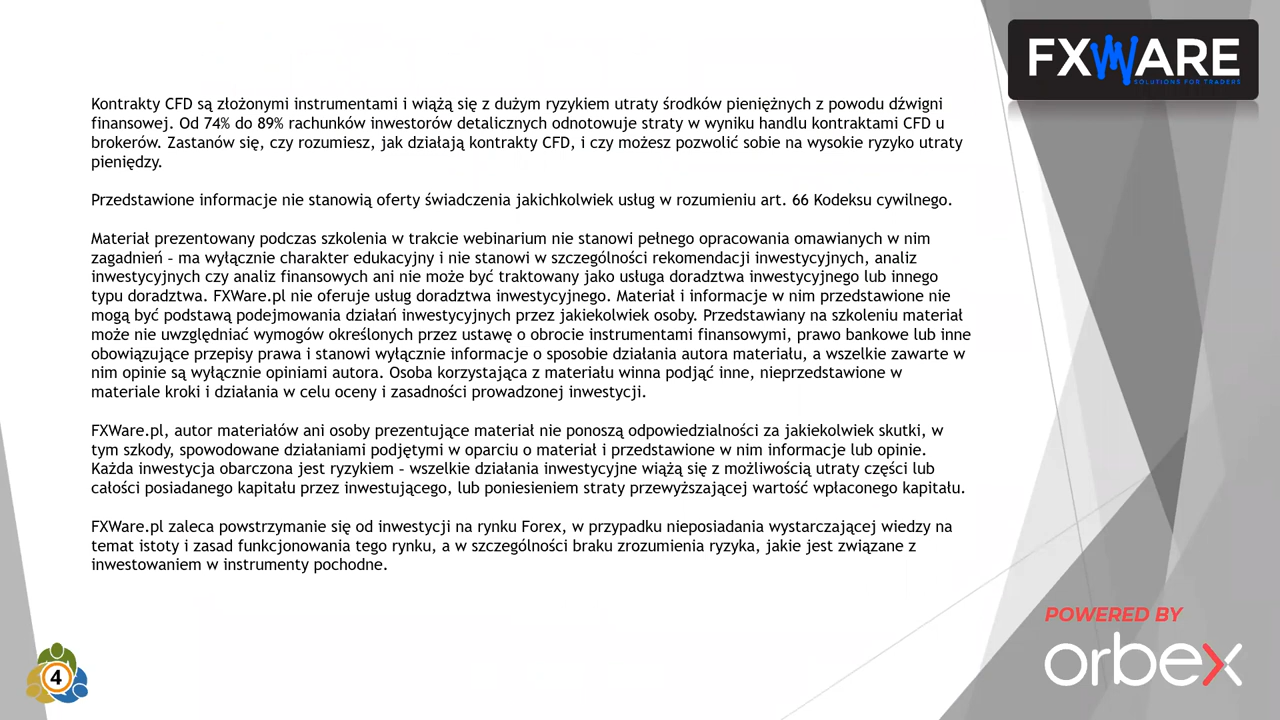 FXWARE
SOLUTIONS FOR TRADERS
Kontrakty CFD są złożonymi instrumentami i wiążą się z dużym ryzykiem utraty środków pieniężnych z powodu dźwigni
finansowej. Od 74% do 89% rachunków inwestorów detalicznych odnotowuje straty w wyniku handlu kontraktami CFD u
brokerów. Zastanów się, czy rozumiesz, jak działają kontrakty CFD, i czy możesz pozwolić sobie na wysokie ryzyko utraty
pieniędzy.
Przedstawione informacje nie stanowią oferty świadczenia jakichkolwiek usług w rozumieniu art. 66 Kodeksu cywilnego.
Materiał prezentowany podczas szkolenia w trakcie webinarium nie stanowi pełnego opracowania omawianych w nim
zagadnień – ma wyłącznie charakter edukacyjny i nie stanowi w szczególności rekomendacji inwestycyjnych, analiz
inwestycyjnych czy analiz finansowych ani nie może być traktowany jako usługa doradztwa inwestycyjnego lub innego
typu doradztwa. FXWare.pl nie oferuje usług doradztwa inwestycyjnego. Materiał i informacje w nim przedstawione nie
mogą być podstawą podejmowania działań inwestycyjnych przez jakiekolwiek osoby. Przedstawiany na szkoleniu materiał
może nie uwzględniać wymogów określonych przez ustawę o obrocie instrumentami finansowymi, prawo bankowe lub inne
obowiązujące przepisy prawa i stanowi wyłącznie informacje o sposobie działania autora materiału, a wszelkie zawarte w
nim opinie są wyłącznie opiniami autora. Osoba korzystająca z materiału winna podjąć inne, nieprzedstawione w
materiale kroki i działania w celu oceny i zasadności prowadzonej inwestycji.
FXWare.pl, autor materiałów ani osoby prezentujące materiał nie ponoszą odpowiedzialności za jakiekolwiek skutki, w
tym szkody, spowodowane działaniami podjętymi w oparciu o materiał i przedstawione w nim informacje lub opinie.
Każda inwestycja obarczona jest ryzykiem – wszelkie działania inwestycyjne wiążą się z możliwością utraty części lub
całości posiadanego kapitału przez inwestującego, lub poniesieniem straty przewyższającej wartość wpłaconego kapitału.
FXWare.pl zaleca powstrzymanie się od inwestycji na rynku Forex, w przypadku nieposiadania wystarczającej wiedzy na
temat istoty i zasad funkcjonowania tego rynku, a w szczególności braku zrozumienia ryzyka, jakie jest związane z
inwestowaniem w instrumenty pochodne.
POWERED BY
orbex
4